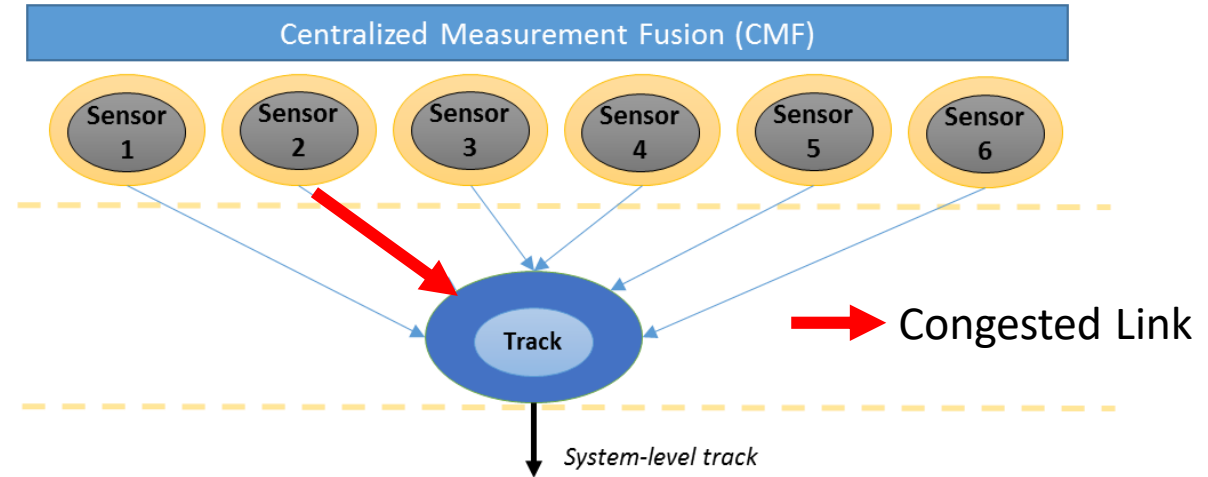 Centralized Measurement Fusion (CMF)
Sensor
1
Sensor
2
Sensor
3
Sensor
4
Sensor
5
Sensor
6
Track
Congested Link
System-level track